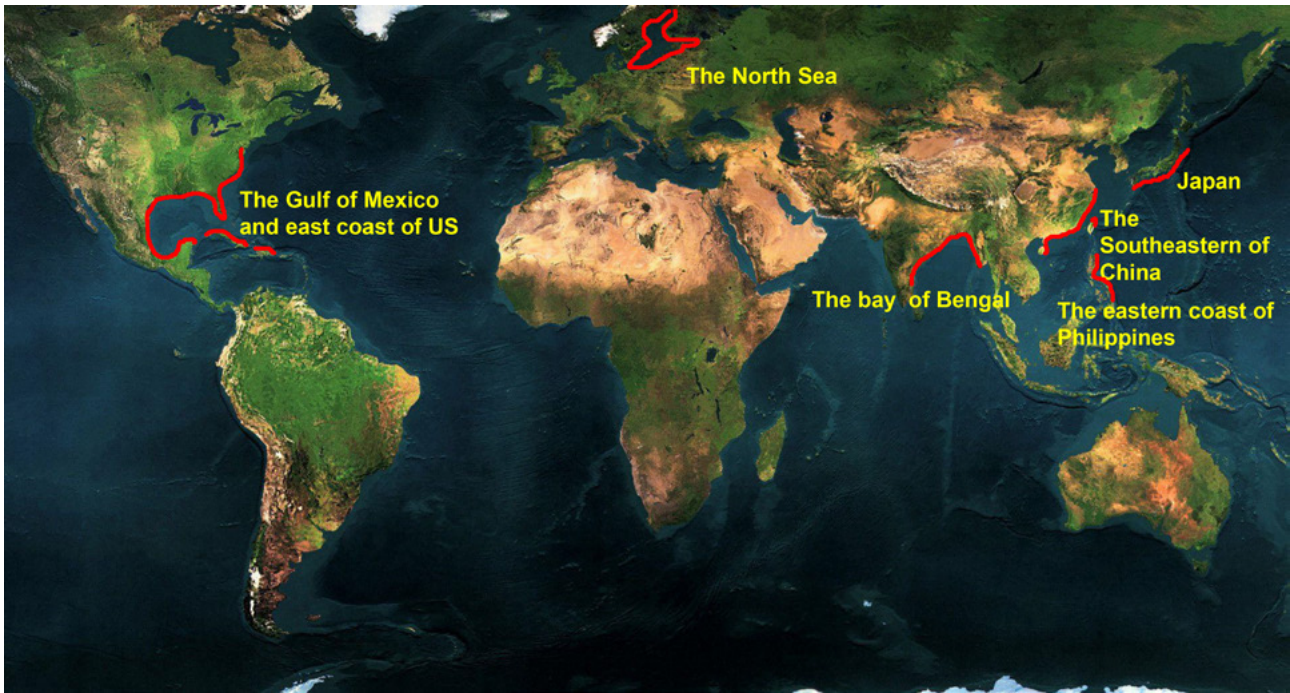 The North Sea
The Gulf of Mexico
and east coast of US
Japan
The
Southeastern of
China
The bay of Bengal
The eastern coast of
Philippines